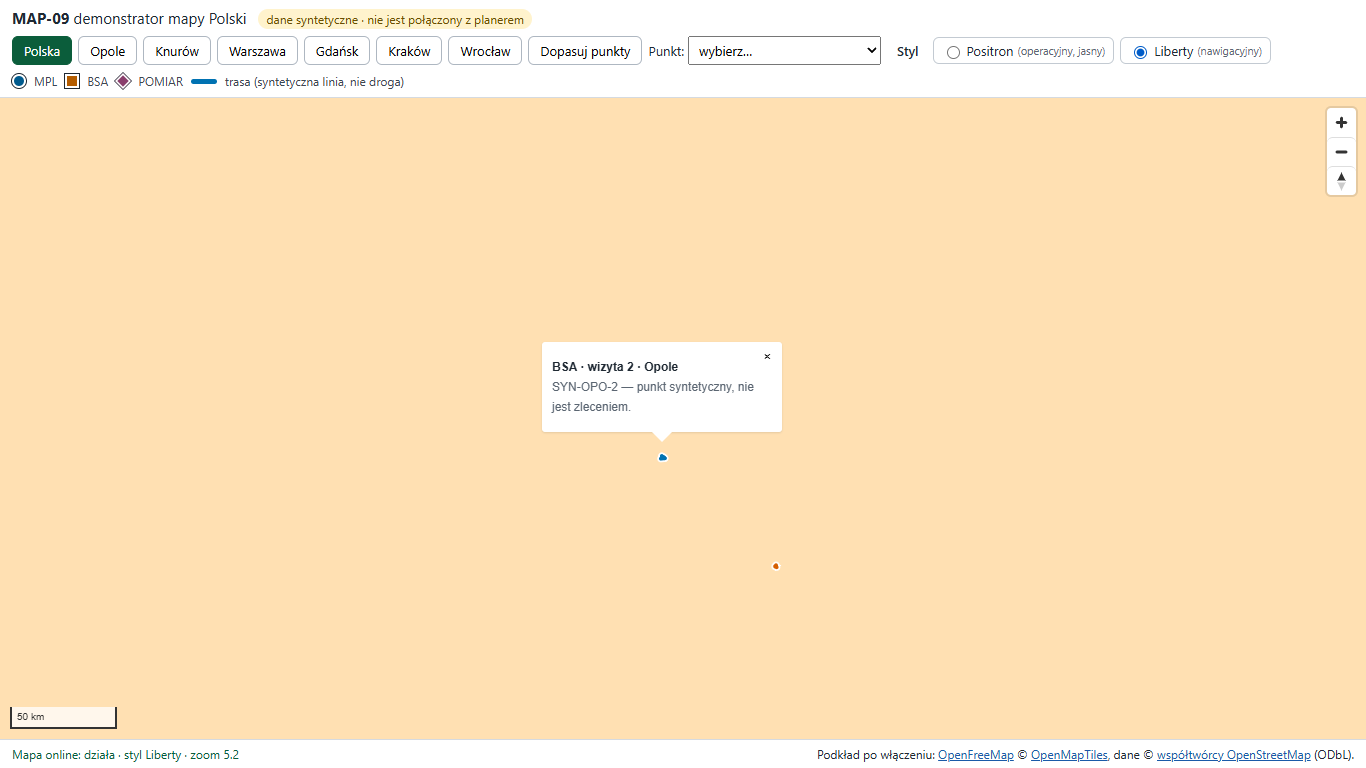 MAP-09 demonstrator mapy Polski dane syntetyczne · nie jest połączony z planerem
Polska Opole Knurów Warszawa Gdańsk Kraków Wrocław Dopasuj punkty Punkt: wybierz... Styl Positron (operacyjny, jasny) Liberty (nawigacyjny)
MPL BSA POMIAR trasa (syntetyczna linia, nie droga)
BSA · wizyta 2 · Opole
SYN-OPO-2 — punkt syntetyczny, nie
jest zleceniem.
50 km
Mapa online: działa · styl Liberty · zoom 5.2 Podkład po włączeniu: OpenFreeMap © OpenMapTiles, dane © współtwórcy OpenStreetMap (ODbL).